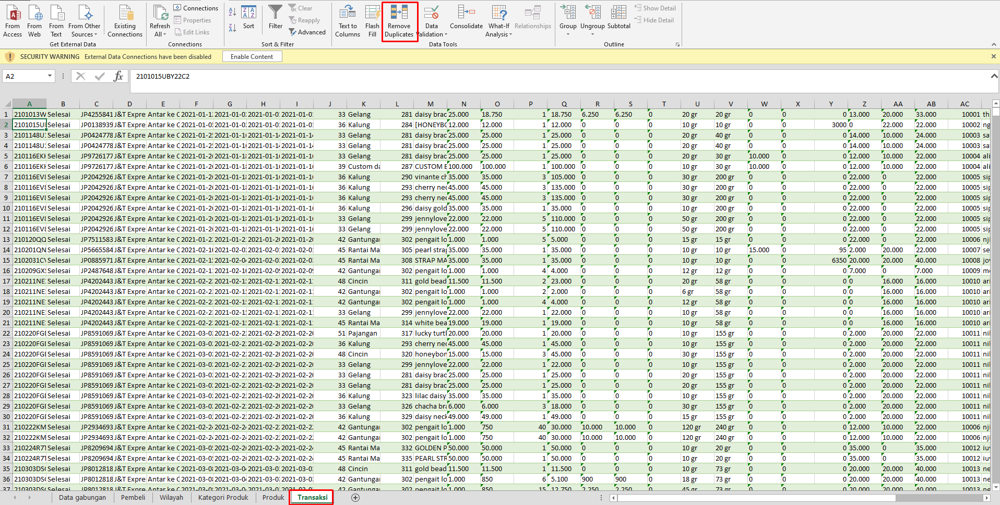 From Access
From Web
From Text
From Other Sources
Existing Connections
Get External Data
Refresh All
Connections
Properties
Edit Links
Connections
Sort
Filter
Clear
Reapply
Advanced
Sort & Filter
Text to Columns
Flash Fill
Remove Duplicates
Data Validation
Consolidate
What-If Analysis
Relationships
Data Tools
Group
Ungroup
Subtotal
Show Detail
Hide Detail
Outline
SECURITY WARNING External Data Connections have been disabled Enable Content
A2 fx 2101015UBY22C2
A B C D E F G H I J K L M N O P Q R S T U V W X Y Z AA AB AC
1 2101013W Selesai JP4255841 J&T Expre Antar ke C 2021-01-1 2021-01-0 2021-01-0 2021-01-0 33 Gelang 281 daisy brac 25.000 18.750 1 18.750 6.250 6.250 0 20 gr 20 gr 0 0 0 13.000 20.000 33.000 10001 th
2 2101015U Selesai JP0138939 J&T Expre Antar ke C 2021-01-0 2021-01-0 2021-01-0 2021-01-0 36 Kalung 284 [HONEYBO 12.000 12.000 1 12.000 0 0 0 10 gr 10 gr 0 0 3000 0 22.000 22.000 10002 ng
3 2101148U Selesai JP0424778 J&T Expre Antar ke C 2021-01-2 2021-01-1 2021-01-1 2021-01-1 33 Gelang 281 daisy brac 25.000 25.000 1 25.000 0 0 0 20 gr 40 gr 0 0 0 14.000 10.000 24.000 10003 sa
4 2101148U Selesai JP0424778 J&T Expre Antar ke C 2021-01-2 2021-01-1 2021-01-1 2021-01-1 33 Gelang 281 daisy brac 25.000 25.000 1 25.000 0 0 0 20 gr 40 gr 0 0 0 14.000 10.000 24.000 10003 sa
5 210116EK Selesai JP9726177 J&T Expre Antar ke C 2021-01-2 2021-01-1 2021-01-1 2021-01-1 33 Gelang 281 daisy brac 25.000 25.000 1 25.000 0 0 0 20 gr 30 gr 10.000 0 0 12.000 10.000 22.000 10004 ali
6 210116EK Selesai JP9726177 J&T Expre Antar ke C 2021-01-2 2021-01-1 2021-01-1 2021-01-1 39 Custom da 287 CUSTOM E 100.000 100.000 1 100.000 0 0 0 10 gr 30 gr 10.000 0 0 12.000 10.000 22.000 10004 ali
7 210116EV Selesai JP2042926 J&T Expre Antar ke C 2021-01-2 2021-01-1 2021-01-1 2021-01-1 36 Kalung 290 vinante ch 35.000 35.000 3 105.000 0 0 0 30 gr 200 gr 0 0 0 22.000 0 22.000 10005 sip
8 210116EV Selesai JP2042926 J&T Expre Antar ke C 2021-01-2 2021-01-1 2021-01-1 2021-01-1 36 Kalung 293 cherry nec 45.000 45.000 3 135.000 0 0 0 30 gr 200 gr 0 0 0 22.000 0 22.000 10005 sip
9 210116EV Selesai JP2042926 J&T Expre Antar ke C 2021-01-2 2021-01-1 2021-01-1 2021-01-1 36 Kalung 293 cherry nec 45.000 45.000 3 135.000 0 0 0 30 gr 200 gr 0 0 0 22.000 0 22.000 10005 sip
10 210116EV Selesai JP2042926 J&T Expre Antar ke C 2021-01-2 2021-01-1 2021-01-1 2021-01-1 36 Kalung 296 daisy gold 35.000 35.000 1 35.000 0 0 0 10 gr 200 gr 0 0 0 22.000 0 22.000 10005 sip
11 210116EV Selesai JP2042926 J&T Expre Antar ke C 2021-01-2 2021-01-1 2021-01-1 2021-01-1 33 Gelang 299 jennylove 22.000 22.000 5 110.000 0 0 0 50 gr 200 gr 0 0 0 22.000 0 22.000 10005 sip
12 210116EV Selesai JP2042926 J&T Expre Antar ke C 2021-01-2 2021-01-1 2021-01-1 2021-01-1 33 Gelang 299 jennylove 22.000 22.000 5 110.000 0 0 0 50 gr 200 gr 0 0 0 22.000 0 22.000 10005 sip
13 210120QQ Selesai JP7511583 J&T Expre Antar ke C 2021-01-2 2021-01-2 2021-01-2 2021-01-2 42 Gantungan 302 pengait lo 1.000 1.000 5 5.000 0 0 0 15 gr 15 gr 0 0 0 22.000 0 22.000 10006 nji
14 210201QN Selesai JP5665584 J&T Expre Antar ke C 2021-02-1 2021-02-0 2021-02-0 2021-02-0 45 Rantai Ma 305 pearl strap 35.000 35.000 1 35.000 0 0 0 10 gr 10 gr 15.000 0 95 2.000 20.000 22.000 10007 se
15 2102031C Selesai JP0885971 J&T Expre Antar ke C 2021-02-1 2021-02-0 2021-02-0 2021-02-0 45 Rantai Ma 308 STRAP MA 35.000 35.000 1 35.000 0 0 0 10 gr 10 gr 0 0 6350 20.000 20.000 40.000 10008 jo
16 210209GX Selesai JP2487648 J&T Expre Antar ke C 2021-02-1 2021-02-1 2021-02-0 2021-02-0 42 Gantungan 302 pengait lo 1.000 1.000 4 4.000 0 0 0 12 gr 12 gr 0 0 0 7.000 0 7.000 10009 me
17 210211NE Selesai JP4202443 J&T Expre Antar ke C 2021-02-2 2021-02-1 2021-02-1 2021-02-1 48 Cincin 311 gold bead 11.500 11.500 2 23.000 0 0 0 20 gr 58 gr 0 0 0 0 16.000 16.000 10010 ari
18 210211NE Selesai JP4202443 J&T Expre Antar ke C 2021-02-2 2021-02-1 2021-02-1 2021-02-1 42 Gantungan 302 pengait lo 1.000 1.000 2 2.000 0 0 0 6 gr 58 gr 0 0 0 0 16.000 16.000 10010 ari
19 210211NE Selesai JP4202443 J&T Expre Antar ke C 2021-02-2 2021-02-1 2021-02-1 2021-02-1 42 Gantungan 302 pengait lo 1.000 1.000 4 4.000 0 0 0 12 gr 58 gr 0 0 0 0 16.000 16.000 10010 ari
20 210211NE Selesai JP4202443 J&T Expre Antar ke C 2021-02-2 2021-02-1 2021-02-1 2021-02-1 33 Gelang 299 jennylove 22.000 22.000 1 22.000 0 0 0 10 gr 58 gr 0 0 0 0 16.000 16.000 10010 ari
21 210211NE Selesai JP4202443 J&T Expre Antar ke C 2021-02-2 2021-02-1 2021-02-1 2021-02-1 45 Rantai Ma 314 white bea 19.000 19.000 1 19.000 0 0 0 10 gr 58 gr 0 0 0 0 16.000 16.000 10010 ari
22 210220FG Selesai JP8591069 J&T Expre Antar ke C 2021-03-0 2021-02-2 2021-02-2 2021-02-2 51 Pajangan 317 lucky turtl 20.000 20.000 1 20.000 0 0 0 10 gr 155 gr 0 0 0 2.000 20.000 22.000 10011 nil
23 210220FG Selesai JP8591069 J&T Expre Antar ke C 2021-03-0 2021-02-2 2021-02-2 2021-02-2 36 Kalung 293 cherry nec 45.000 45.000 1 45.000 0 0 0 10 gr 155 gr 0 0 0 2.000 20.000 22.000 10011 nil
24 210220FG Selesai JP8591069 J&T Expre Antar ke C 2021-03-0 2021-02-2 2021-02-2 2021-02-2 48 Cincin 320 honeybon 15.000 15.000 3 45.000 0 0 0 30 gr 155 gr 0 0 0 2.000 20.000 22.000 10011 nil
25 210220FG Selesai JP8591069 J&T Expre Antar ke C 2021-03-0 2021-02-2 2021-02-2 2021-02-2 33 Gelang 299 jennylove 22.000 22.000 1 22.000 0 0 0 10 gr 155 gr 0 0 0 2.000 20.000 22.000 10011 nil
26 210220FG Selesai JP8591069 J&T Expre Antar ke C 2021-03-0 2021-02-2 2021-02-2 2021-02-2 33 Gelang 281 daisy brac 25.000 25.000 1 25.000 0 0 0 20 gr 155 gr 0 0 0 2.000 20.000 22.000 10011 nil
27 210220FG Selesai JP8591069 J&T Expre Antar ke C 2021-03-0 2021-02-2 2021-02-2 2021-02-2 33 Gelang 281 daisy brac 25.000 25.000 1 25.000 0 0 0 20 gr 155 gr 0 0 0 2.000 20.000 22.000 10011 nil
28 210220FG Selesai JP8591069 J&T Expre Antar ke C 2021-03-0 2021-02-2 2021-02-2 2021-02-2 36 Kalung 323 lilac daisy 35.000 35.000 1 35.000 0 0 0 10 gr 155 gr 0 0 0 2.000 20.000 22.000 10011 nil
29 210220FG Selesai JP8591069 J&T Expre Antar ke C 2021-03-0 2021-02-2 2021-02-2 2021-02-2 33 Gelang 326 chacha bra 6.000 6.000 3 18.000 0 0 0 30 gr 155 gr 0 0 0 2.000 20.000 22.000 10011 nil
30 210220FG Selesai JP8591069 J&T Expre Antar ke C 2021-03-0 2021-02-2 2021-02-2 2021-02-2 36 Kalung 329 daisy neck 49.000 49.000 1 49.000 0 0 0 15 gr 155 gr 0 0 0 2.000 20.000 22.000 10011 nil
31 210222KM Selesai JP2934693 J&T Expre Antar ke C 2021-02-2 2021-02-2 2021-02-2 2021-02-2 42 Gantungan 302 pengait lo 1.000 750 40 30.000 10.000 10.000 0 120 gr 240 gr 0 0 0 12.000 10.000 22.000 10006 nji
32 210222KM Selesai JP2934693 J&T Expre Antar ke C 2021-02-2 2021-02-2 2021-02-2 2021-02-2 42 Gantungan 302 pengait lo 1.000 750 40 30.000 10.000 10.000 0 120 gr 240 gr 0 0 0 12.000 10.000 22.000 10006 nji
33 210224R7 Selesai JP8209694 J&T Expre Antar ke C 2021-03-0 2021-02-2 2021-02-2 2021-02-2 45 Rantai Ma 332 GOLDEN P 50.000 50.000 1 50.000 0 0 0 10 gr 20 gr 0 0 0 35.000 0 35.000 10012 iu
34 210224R7 Selesai JP8209694 J&T Expre Antar ke C 2021-03-0 2021-02-2 2021-02-2 2021-02-2 45 Rantai Ma 335 PEARL STR 50.000 50.000 1 50.000 0 0 0 10 gr 20 gr 0 0 0 35.000 0 35.000 10012 iu
35 210303DS Selesai JP8012818 J&T Expre Antar ke C 2021-03-0 2021-03-0 2021-03-0 2021-03-0 48 Cincin 311 gold bead 11.500 11.500 1 11.500 0 0 0 10 gr 73 gr 0 0 0 20.000 20.000 40.000 10013 ne
36 210303DS Selesai JP8012818 J&T Expre Antar ke C 2021-03-0 2021-03-0 2021-03-0 2021-03-0 42 Gantungan 302 pengait lo 1.000 850 6 5.100 900 900 0 18 gr 73 gr 0 0 0 20.000 20.000 40.000 10013 ne
37 210303DS Selesai JP8012818 J&T Expre Antar ke C 2021-03-0 2021-03-0 2021-03-0 42 Gantungan 302 pengait lo 1.000 850 15 12.750 2.250 2.250 0 45 gr 73 gr 0 0 0 20.000 20.000 40.000 10013 ne
Data gabungan Pembeli Wilayah Kategori Produk Produk Transaksi